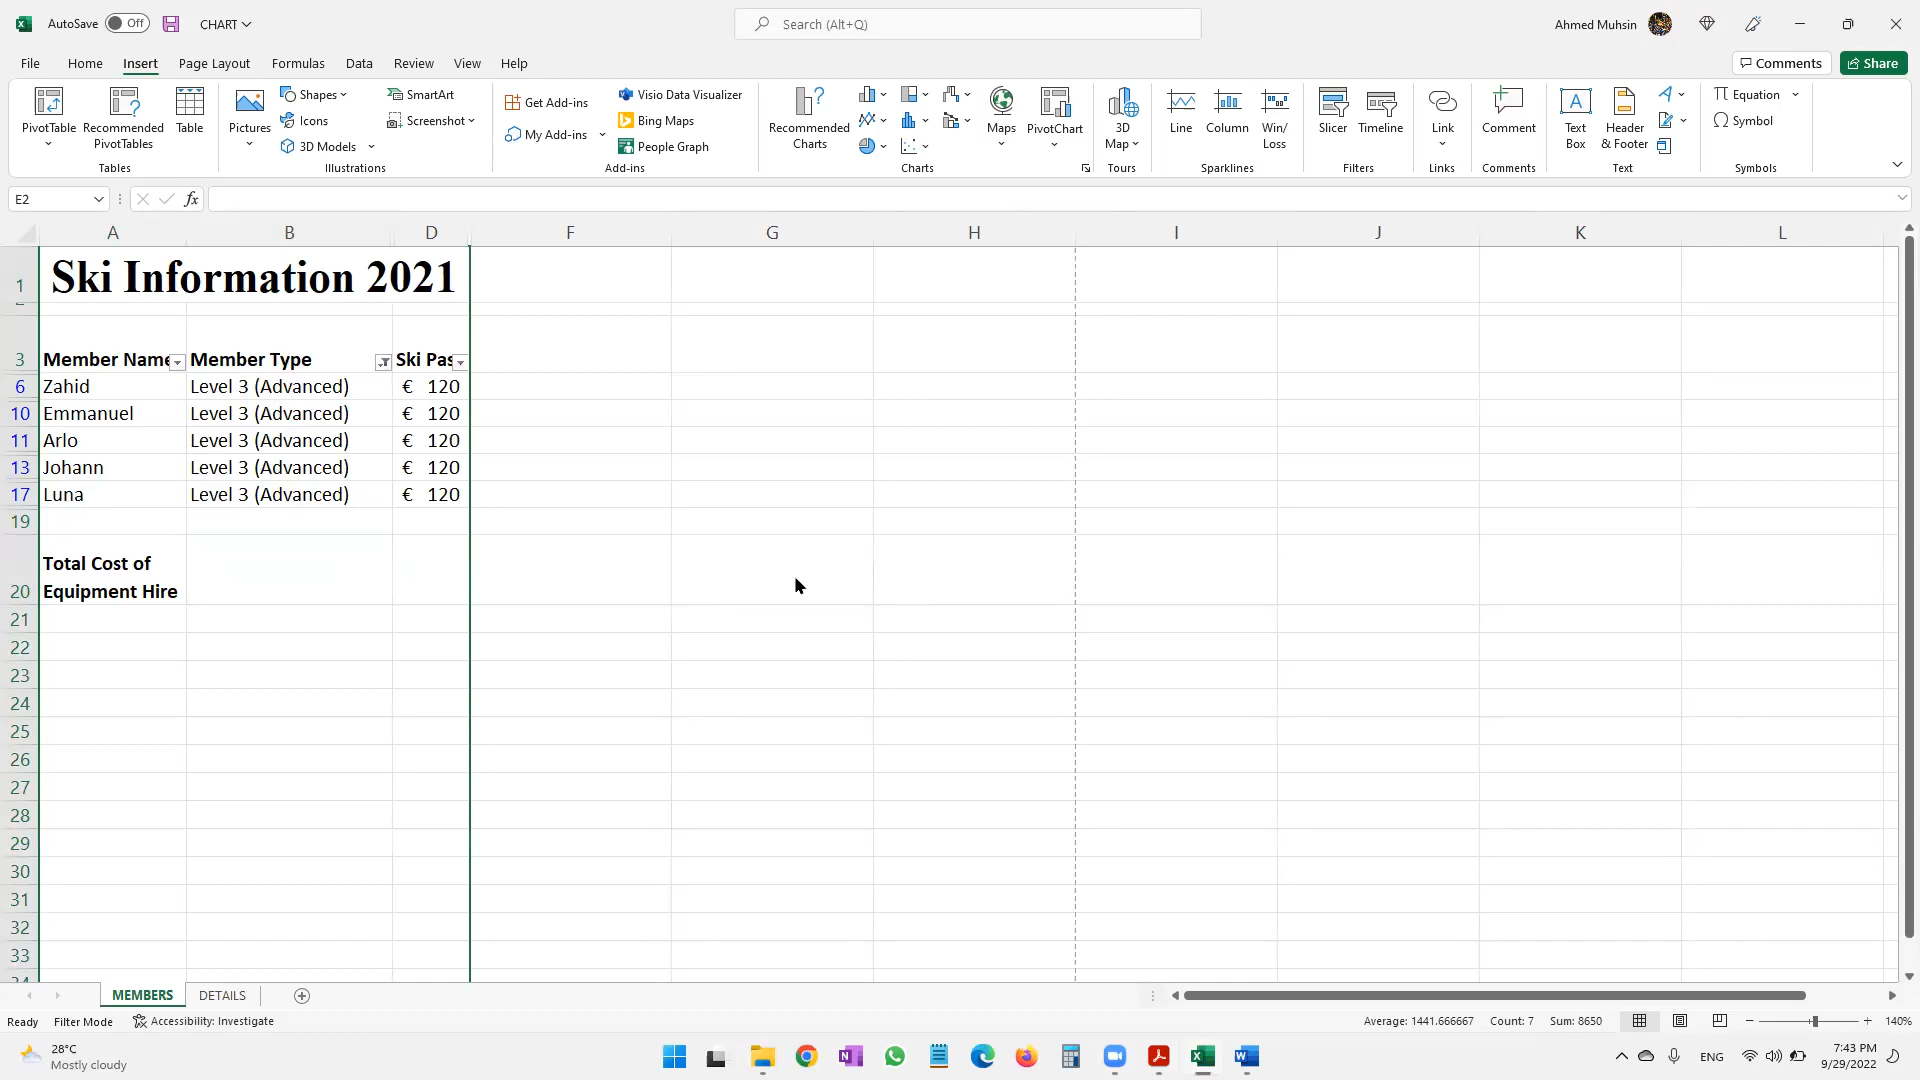 AutoSave Off CHART Search (Alt+Q) Ahmed Muhsin
File Home Insert Page Layout Formulas Data Review View Help Comments Share
PivotTable Recommended PivotTables Table
Tables
Pictures Shapes Icons 3D Models SmartArt Screenshot
Illustrations
Get Add-ins My Add-ins Visio Data Visualizer Bing Maps People Graph
Add-ins
Recommended Charts Maps PivotChart
Charts
3D Map
Tours
Line Column Win/Loss
Sparklines
Slicer Timeline
Filters
Link
Links
Comment
Comments
A Text Box Header & Footer
Text
Equation Symbol
Symbols
E2 fx
A B D F G H I J K L
1 Ski Information 2021
3 Member Name Member Type Ski Pas
6 Zahid Level 3 (Advanced) € 120
10 Emmanuel Level 3 (Advanced) € 120
11 Arlo Level 3 (Advanced) € 120
13 Johann Level 3 (Advanced) € 120
17 Luna Level 3 (Advanced) € 120
19
Total Cost of
20 Equipment Hire
21
22
23
24
25
26
27
28
29
30
31
32
33
MEMBERS DETAILS
Ready Filter Mode Accessibility: Investigate Average: 1441.666667 Count: 7 Sum: 8650 140%
28°C
Mostly cloudy
ENG
7:43 PM
9/29/2022